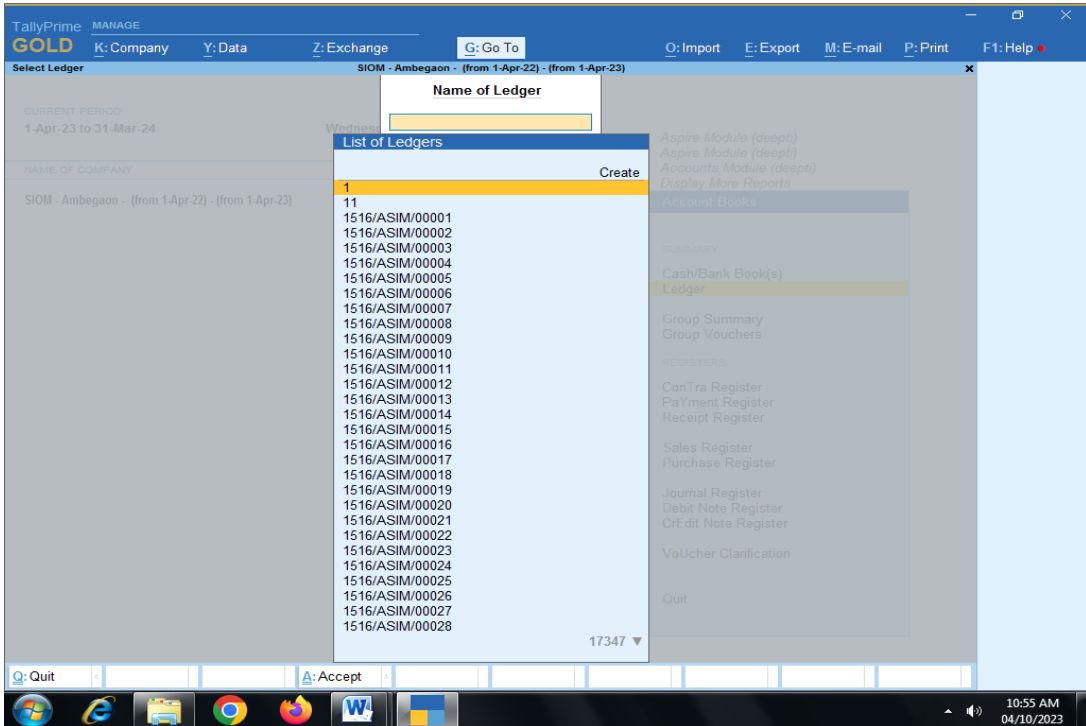 TallyPrime MANAGE
GOLD K: Company Y: Data Z: Exchange G: Go To O: Import E: Export M: E-mail P: Print F1: Help
Select Ledger SIOM - Ambegaon - (from 1-Apr-22) - (from 1-Apr-23)
Name of Ledger
CURRENT PERIOD
1-Apr-23 to 31-Mar-24
NAME OF COMPANY
SIOM - Ambegaon - (from 1-Apr-22) - (from 1-Apr-23)
List of Ledgers
Create
1
11
1516/ASIM/00001
1516/ASIM/00002
1516/ASIM/00003
1516/ASIM/00004
1516/ASIM/00005
1516/ASIM/00006
1516/ASIM/00007
1516/ASIM/00008
1516/ASIM/00009
1516/ASIM/00010
1516/ASIM/00011
1516/ASIM/00012
1516/ASIM/00013
1516/ASIM/00014
1516/ASIM/00015
1516/ASIM/00016
1516/ASIM/00017
1516/ASIM/00018
1516/ASIM/00019
1516/ASIM/00020
1516/ASIM/00021
1516/ASIM/00022
1516/ASIM/00023
1516/ASIM/00024
1516/ASIM/00025
1516/ASIM/00026
1516/ASIM/00027
1516/ASIM/00028
17347
Aspire Module (deepti)
Aspire Module (deepti)
Accounts Module (deepti)
Display More Reports
Account Books
SUMMARY
Cash/Bank Book(s)
Ledger
Group Summary
Group Vouchers
REGISTERS
ConTra Register
PaYment Register
Receipt Register
Sales Register
Purchase Register
Journal Register
Debit Note Register
CrEdit Note Register
VoUcher Clarification
Quit
Q: Quit A: Accept
10:55 AM
04/10/2023